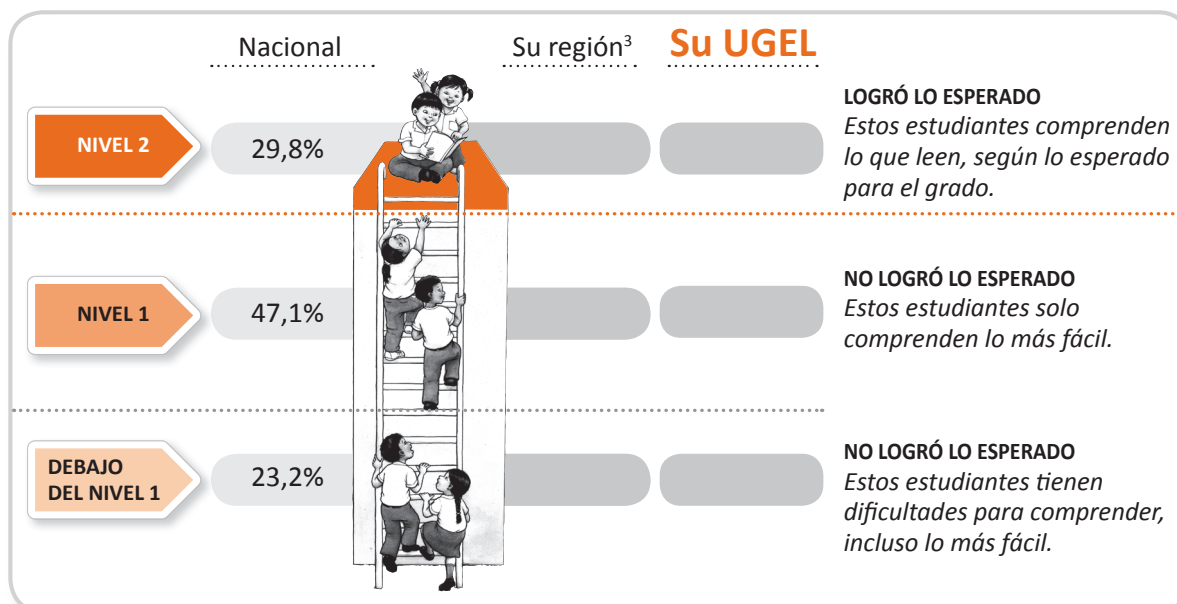 Nacional
Su región³
Su UGEL
NIVEL 2
29,8%
LOGRÓ LO ESPERADO
Estos estudiantes comprenden
lo que leen, según lo esperado
para el grado.
NIVEL 1
47,1%
NO LOGRÓ LO ESPERADO
Estos estudiantes solo
comprenden lo más fácil.
DEBAJO
DEL NIVEL 1
23,2%
NO LOGRÓ LO ESPERADO
Estos estudiantes tienen
dificultades para comprender,
incluso lo más fácil.